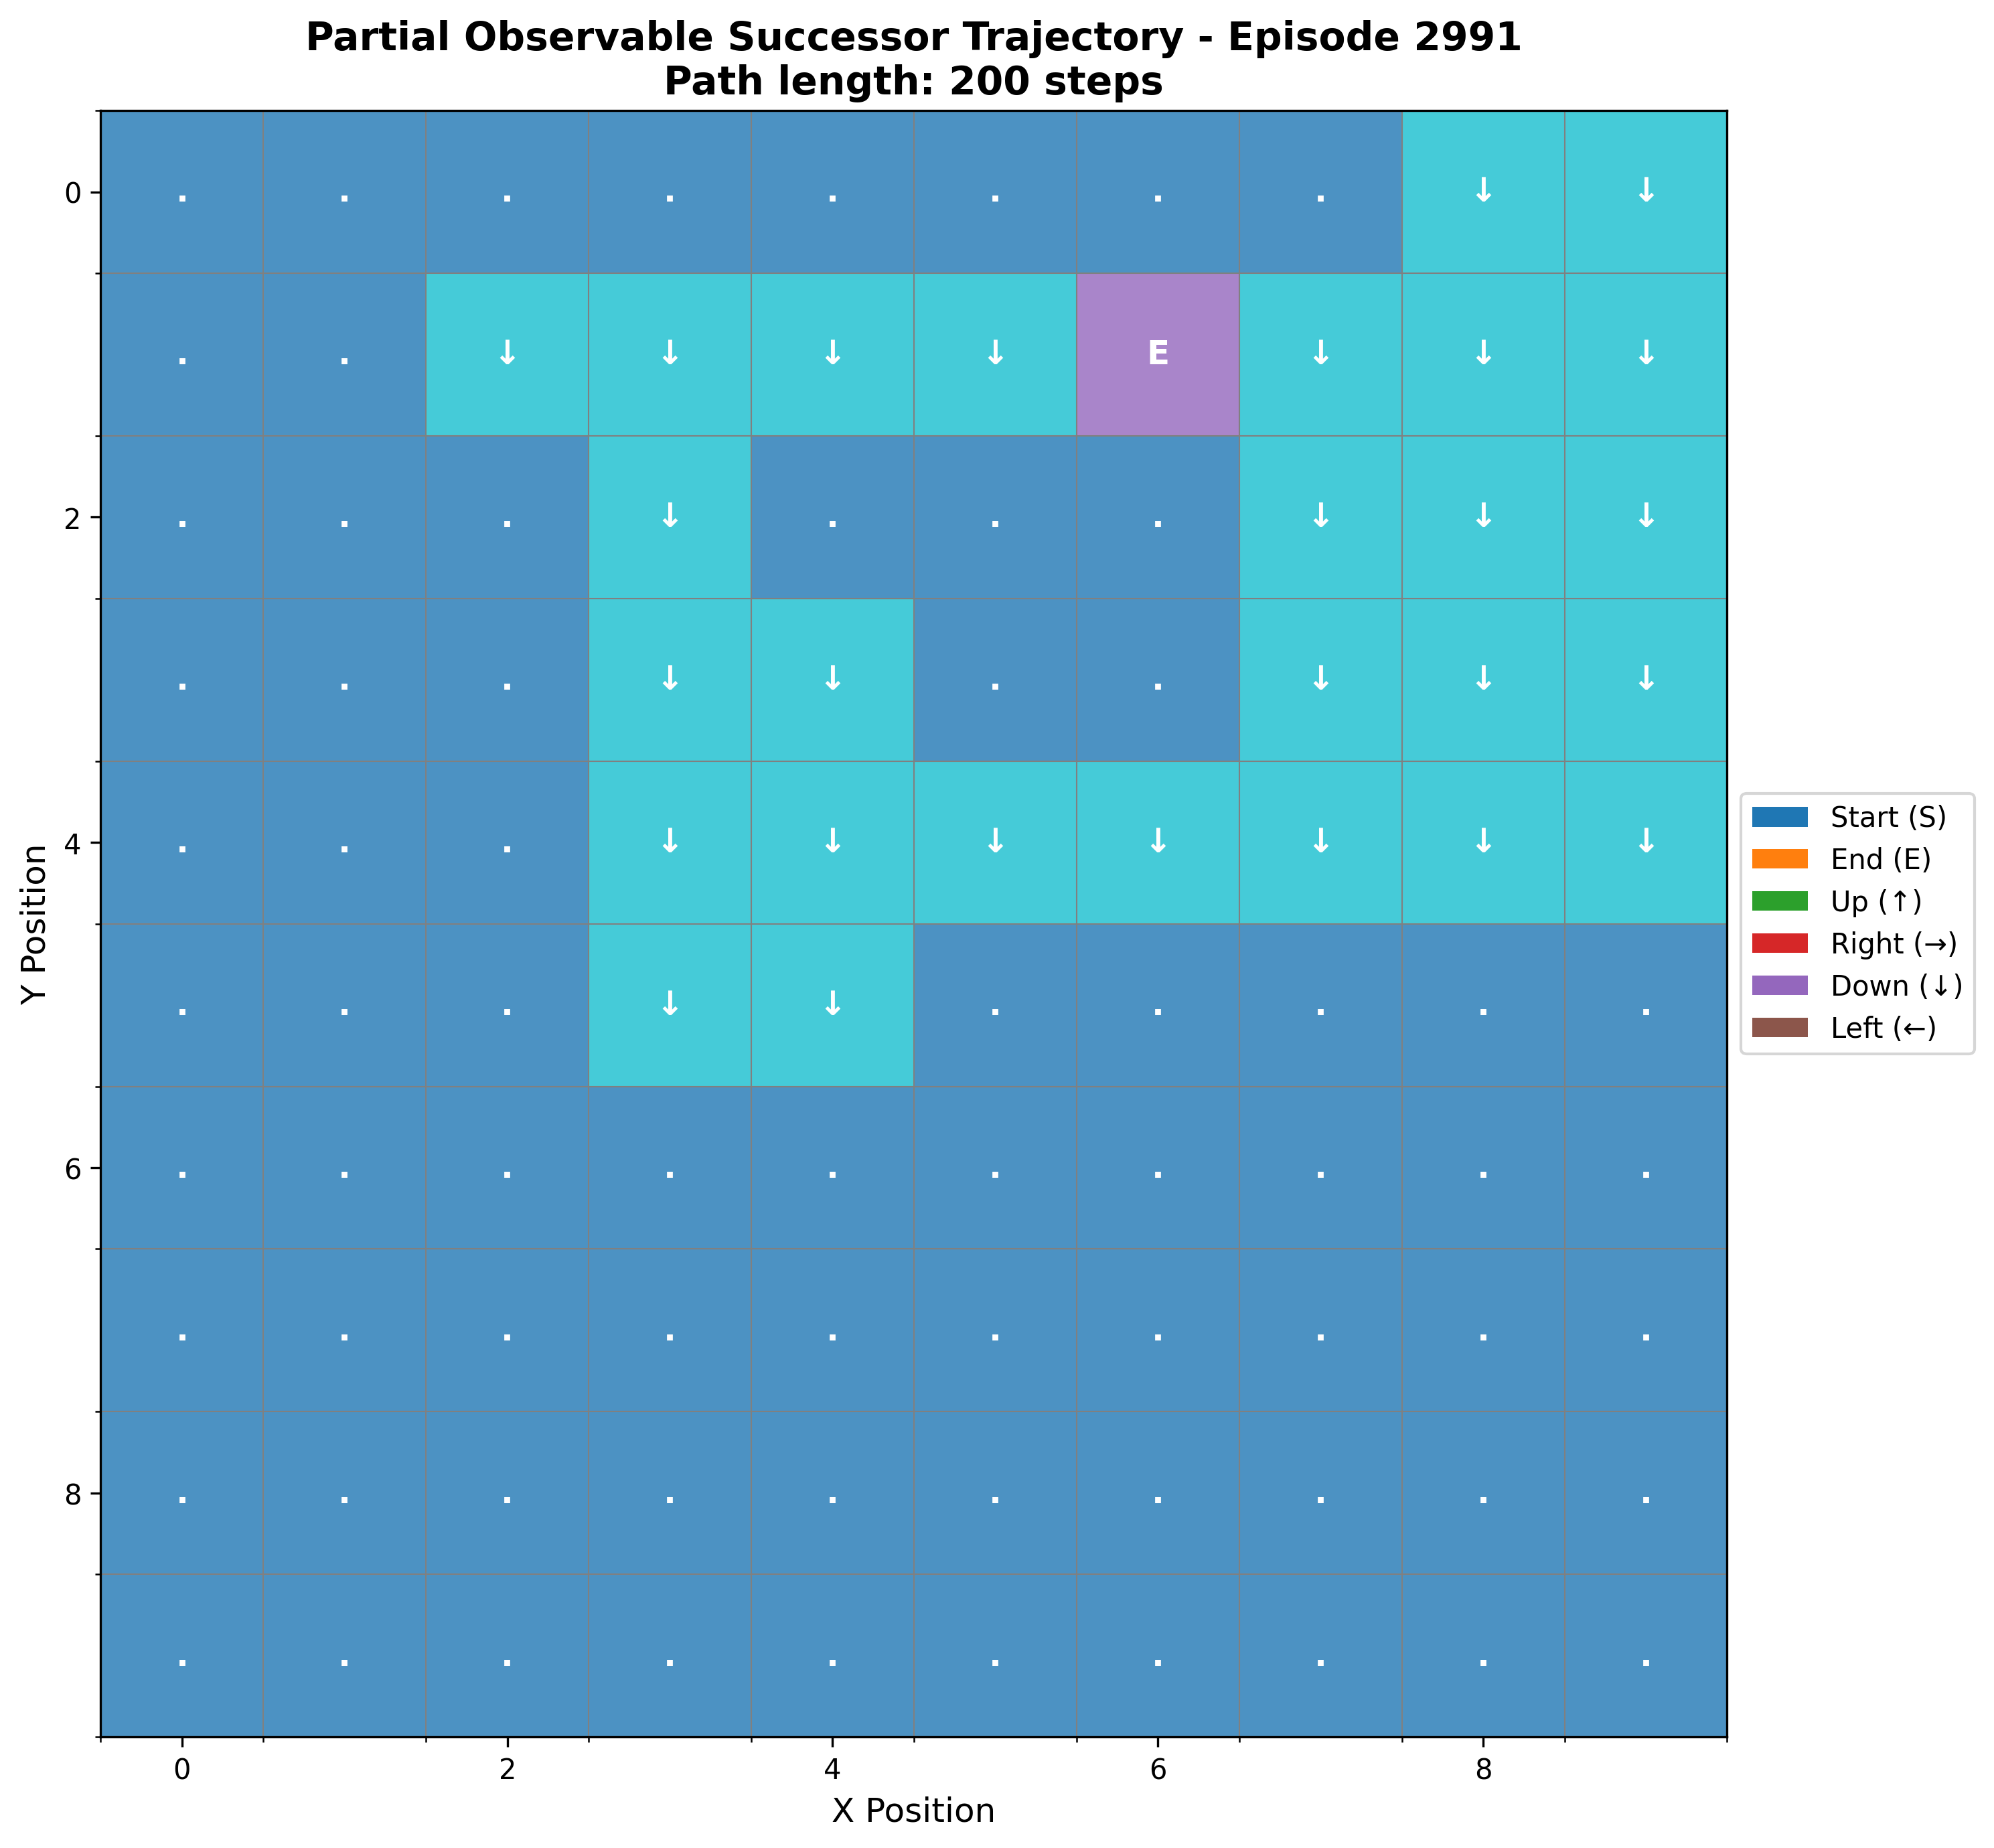 Partial Observable Successor Trajectory - Episode 2991
Path length: 200 steps
0 . . . . . . . . ↓ ↓
. . ↓ ↓ ↓ ↓ E ↓ ↓ ↓
2 . . . ↓ . . . ↓ ↓ ↓
. . . ↓ ↓ . . ↓ ↓ ↓
4 . . . ↓ ↓ ↓ ↓ ↓ ↓ ↓
. . . ↓ ↓ . . . . .
6 . . . . . . . . . .
. . . . . . . . . .
8 . . . . . . . . . .
. . . . . . . . . .
0 2 4 6 8
X Position
Y Position
Start (S)
End (E)
Up (↑)
Right (→)
Down (↓)
Left (←)